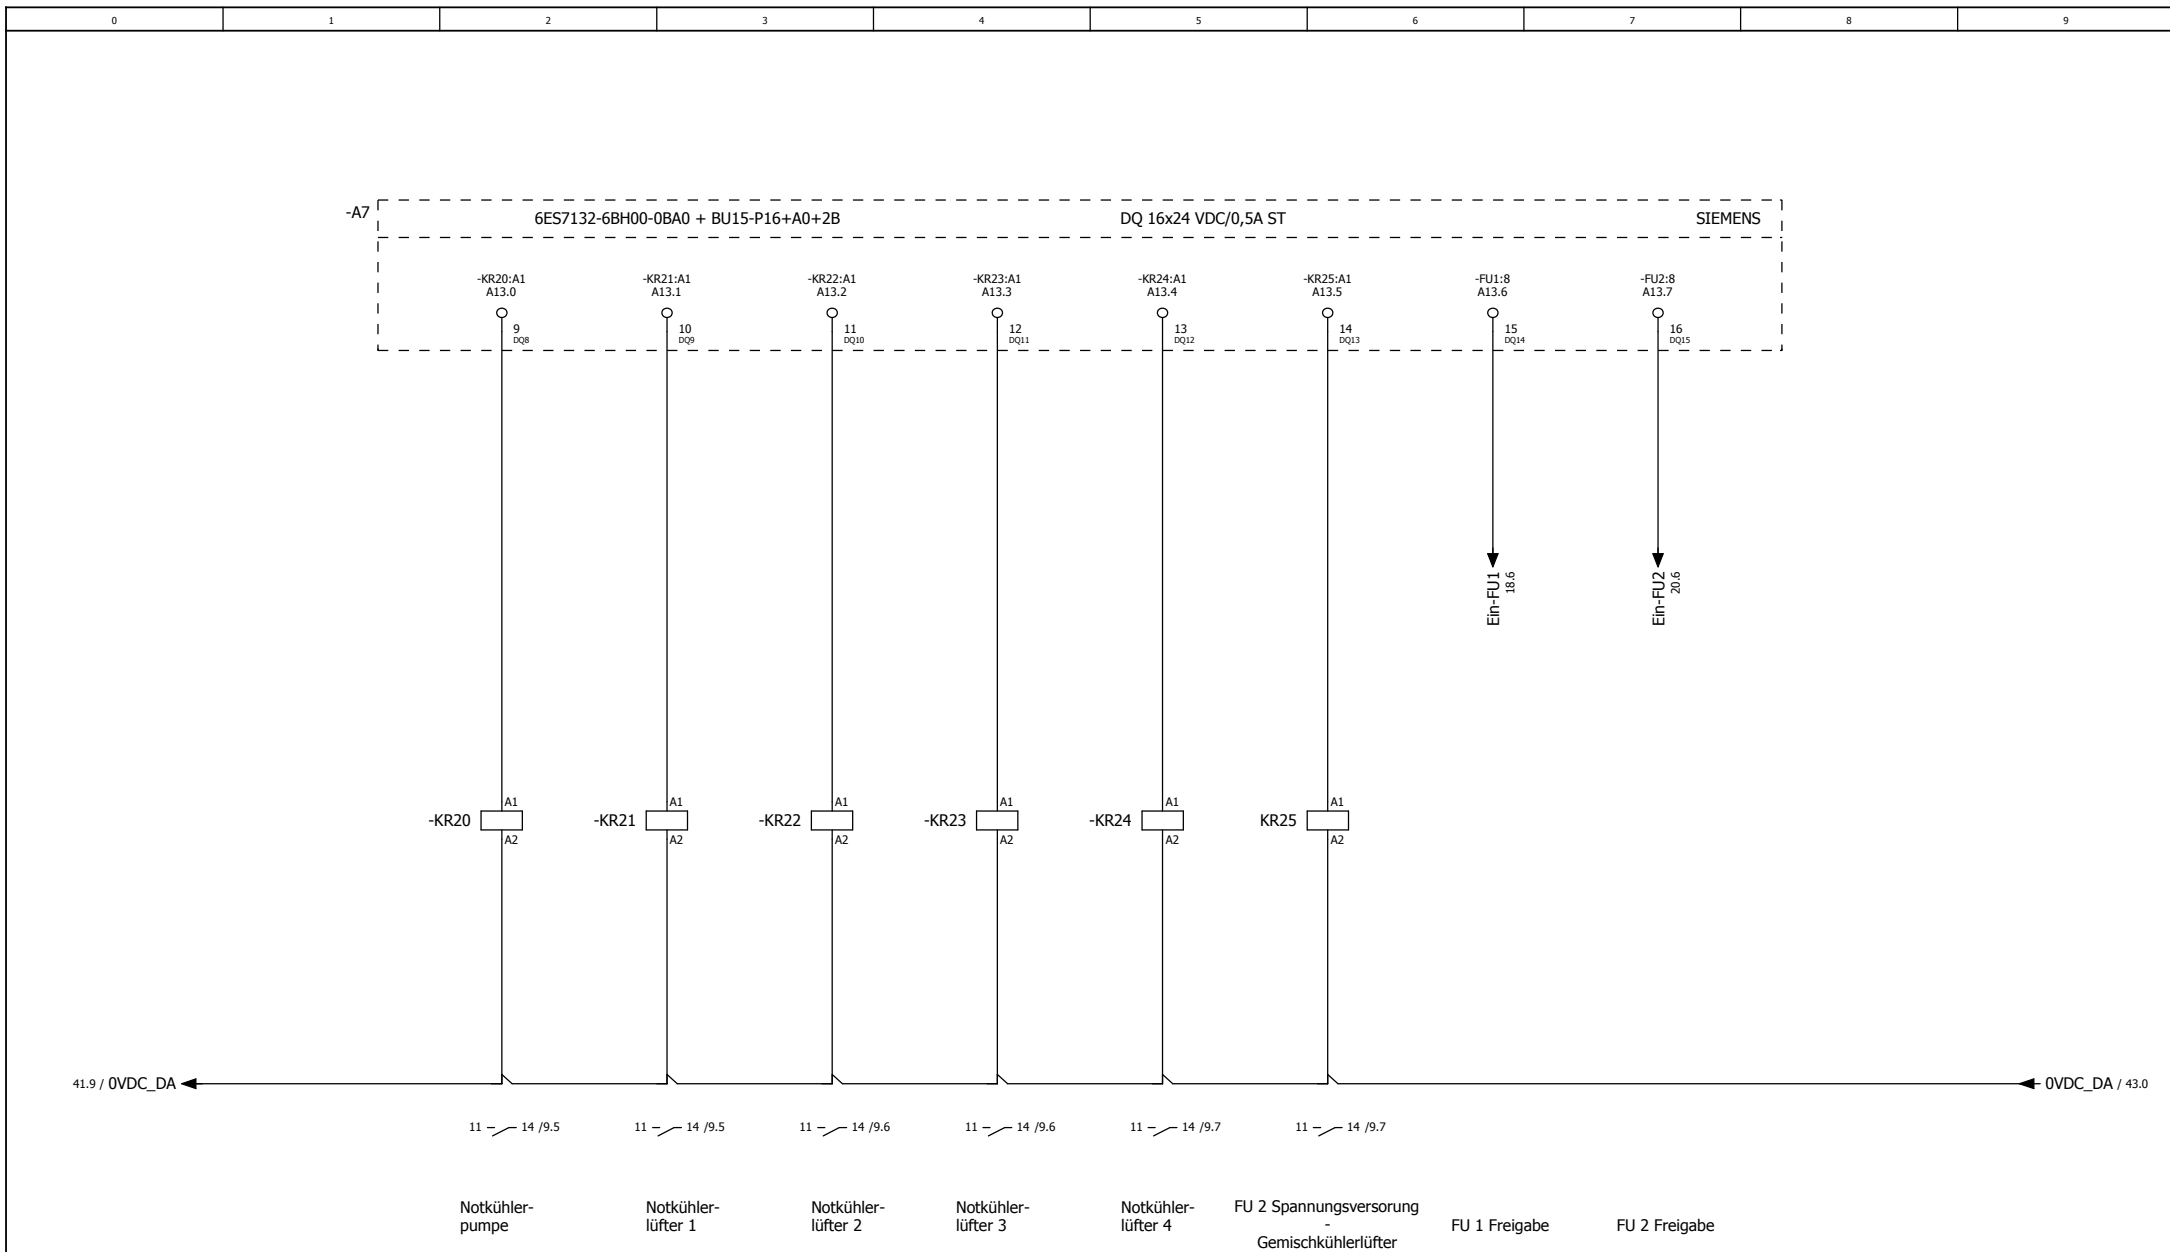 0 1 2 3 4 5 6 7 8 9
-A7 6ES7132-6BH00-0BA0 + BU15-P16+A0+2B DQ 16x24 VDC/0,5A ST SIEMENS
-KR20:A1 -KR21:A1 -KR22:A1 -KR23:A1 -KR24:A1 -KR25:A1 -FU1:8 -FU2:8
A13.0 A13.1 A13.2 A13.3 A13.4 A13.5 A13.6 A13.7
9 10 11 12 13 14 15 16
DQ8 DQ9 DQ10 DQ11 DQ12 DQ13 DQ14 DQ15
Ein-FU1
18.6
Ein-FU2
20.6
A1 A1 A1 A1 A1 A1
-KR20 -KR21 -KR22 -KR23 -KR24 KR25
A2 A2 A2 A2 A2 A2
41.9 / 0VDC_DA 0VDC_DA / 43.0
11 14 /9.5 11 14 /9.5 11 14 /9.6 11 14 /9.6 11 14 /9.7 11 14 /9.7
Notkühler-
pumpe
Notkühler-
lüfter 1
Notkühler-
lüfter 2
Notkühler-
lüfter 3
Notkühler-
lüfter 4
FU 2 Spannungsversorung
-
Gemischkühlerlüfter
FU 1 Freigabe
FU 2 Freigabe